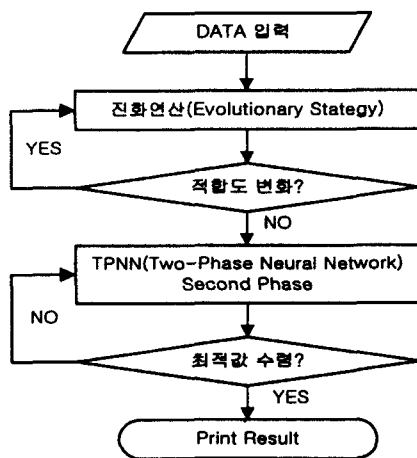 DATA 입력
진화연산(Evolutionary Stategy)
YES
적합도 변화?
NO
TPNN(Two-Phase Neural Network)
Second Phase
NO
최적값 수렴?
YES
Print Result